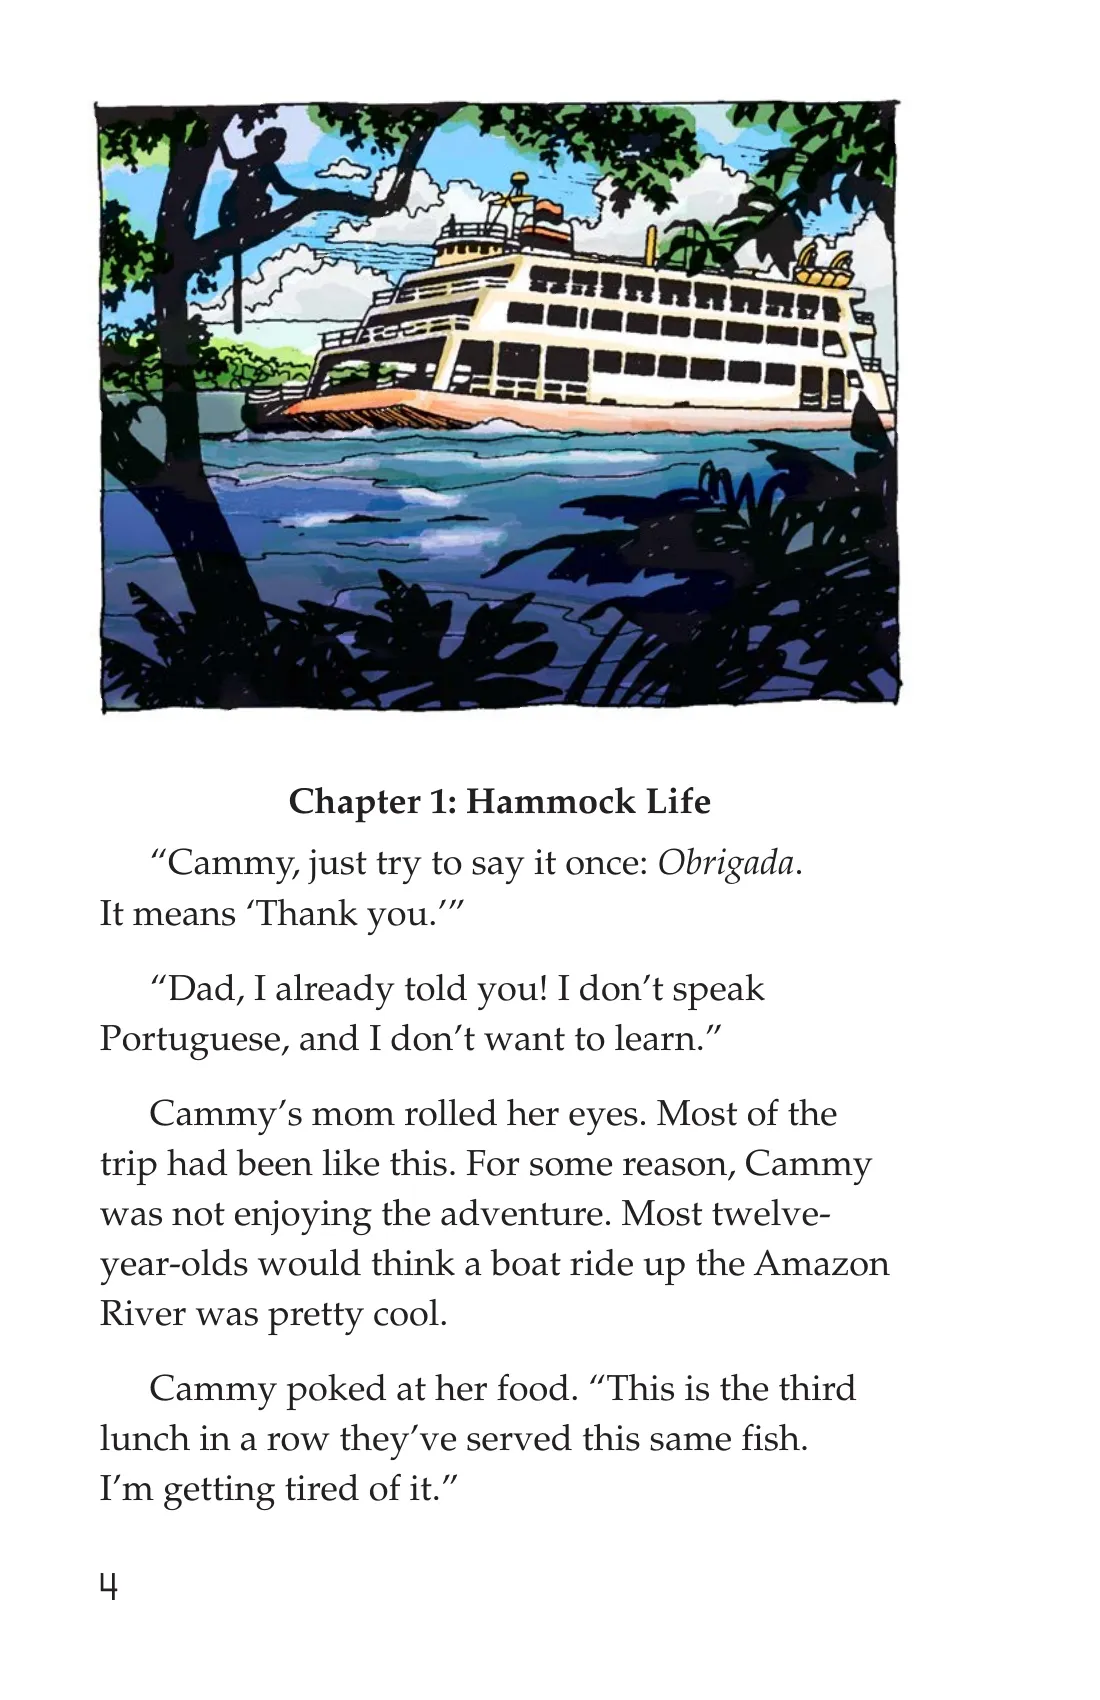 Chapter 1: Hammock Life
“Cammy, just try to say it once: Obrigada.
It means ‘Thank you.’”
“Dad, I already told you! I don’t speak
Portuguese, and I don’t want to learn.”
Cammy’s mom rolled her eyes. Most of the
trip had been like this. For some reason, Cammy
was not enjoying the adventure. Most twelve-
year-olds would think a boat ride up the Amazon
River was pretty cool.
Cammy poked at her food. “This is the third
lunch in a row they’ve served this same fish.
I’m getting tired of it.”
4